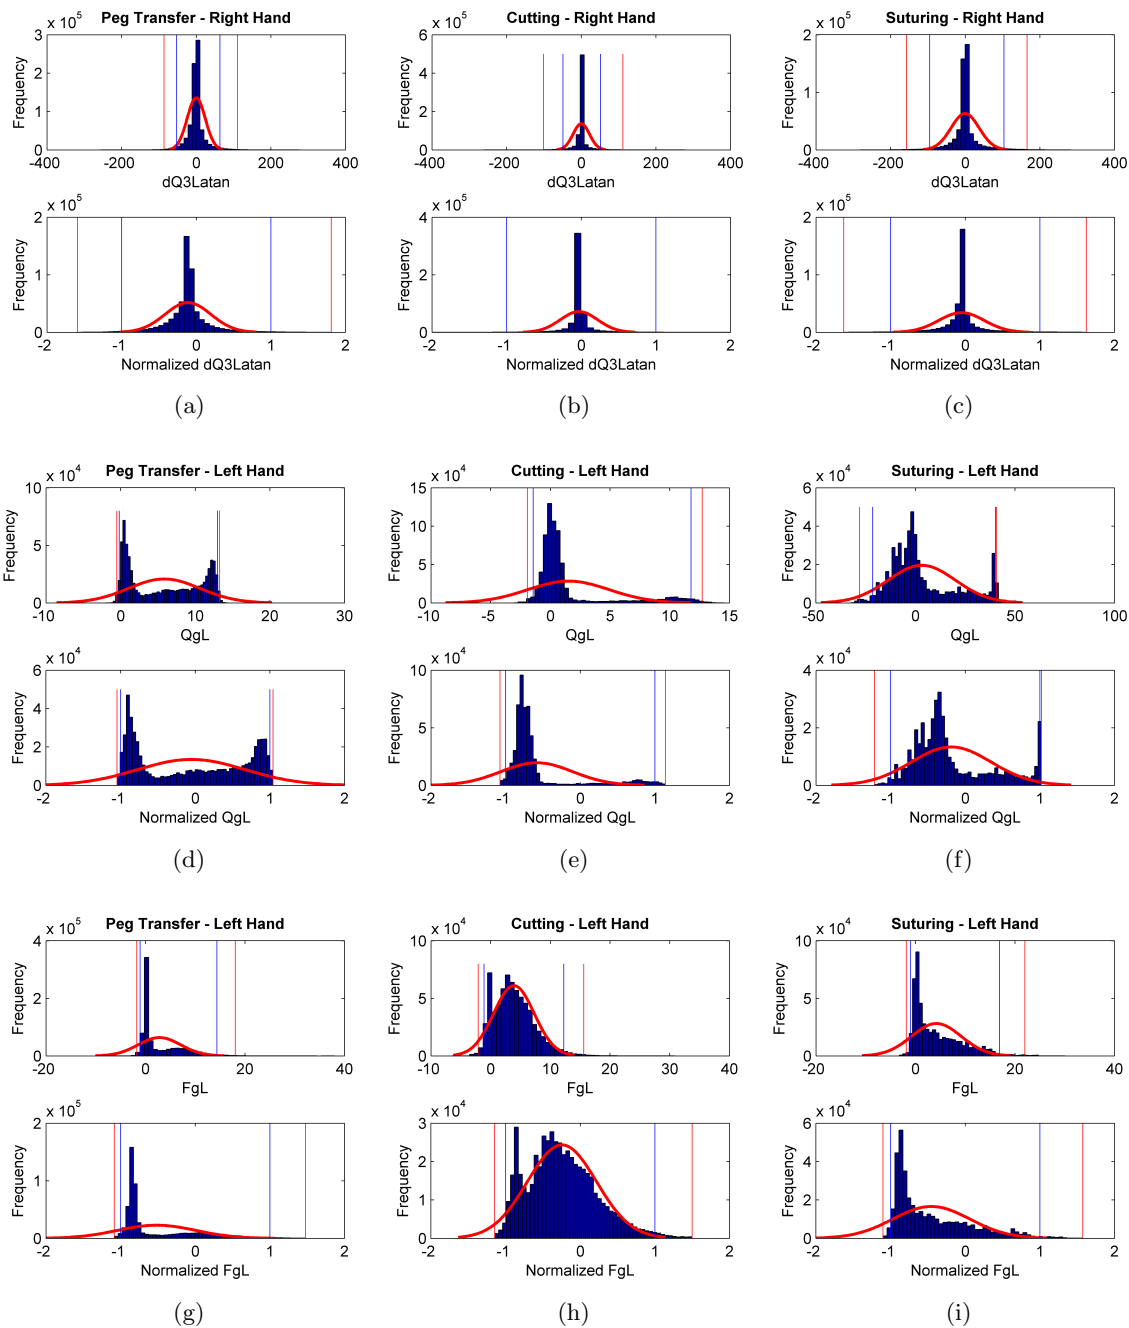 Peg Transfer - Right Hand
x 10^5
Frequency
3
2
1
0
-400 -200 0 200 400
dQ3Latan
x 10^5
Frequency
2
1
0
-2 -1 0 1 2
Normalized dQ3Latan
(a)
Cutting - Right Hand
x 10^5
Frequency
6
4
2
0
-400 -200 0 200 400
dQ3Latan
x 10^5
Frequency
4
2
0
-2 -1 0 1 2
Normalized dQ3Latan
(b)
Suturing - Right Hand
x 10^5
Frequency
3
2
1
0
-400 -200 0 200 400
dQ3Latan
x 10^5
Frequency
2
1
0
-2 -1 0 1 2
Normalized dQ3Latan
(c)
Peg Transfer - Left Hand
x 10^4
Frequency
10
5
0
-10 0 10 20 30
QgL
x 10^4
Frequency
6
4
2
0
-2 -1 0 1 2
Normalized QgL
(d)
Cutting - Left Hand
x 10^4
Frequency
15
10
5
0
-10 -5 0 5 10 15
QgL
x 10^4
Frequency
10
5
0
-2 -1 0 1 2
Normalized QgL
(e)
Suturing - Left Hand
x 10^4
Frequency
6
4
2
0
-50 0 50 100
QgL
x 10^4
Frequency
4
2
0
-2 -1 0 1 2
Normalized QgL
(f)
Peg Transfer - Left Hand
x 10^5
Frequency
4
2
0
-20 0 20 40
FgL
x 10^5
Frequency
2
1
0
-2 -1 0 1 2
Normalized FgL
(g)
Cutting - Left Hand
x 10^4
Frequency
10
5
0
-10 0 10 20 30 40
FgL
x 10^4
Frequency
3
2
1
0
-2 -1 0 1 2
Normalized FgL
(h)
Suturing - Left Hand
x 10^4
Frequency
10
5
0
-20 0 20 40
FgL
x 10^4
Frequency
6
4
2
0
-2 -1 0 1 2
Normalized FgL
(i)